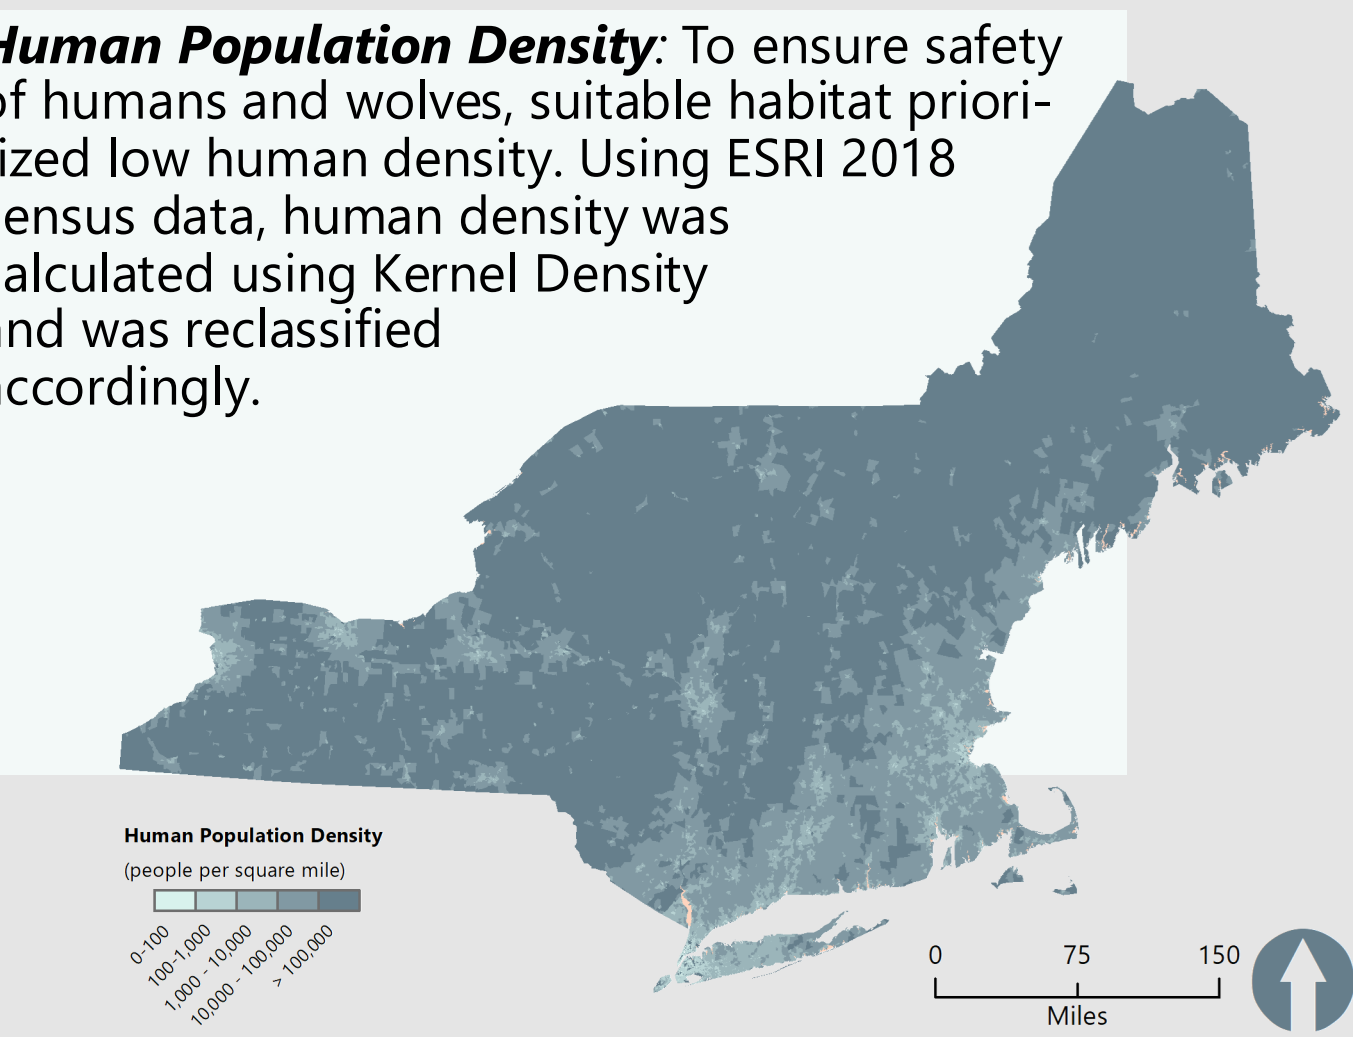 Human Population Density: To ensure safety
of humans and wolves, suitable habitat priori-
tized low human density. Using ESRI 2018
ensus data, human density was
alculated using Kernel Density
and was reclassified
accordingly.
Human Population Density
(people per square mile)
0-100
100-1,000
1,000 - 10,000
10,000 - 100,000
> 100,000
0 75 150
Miles